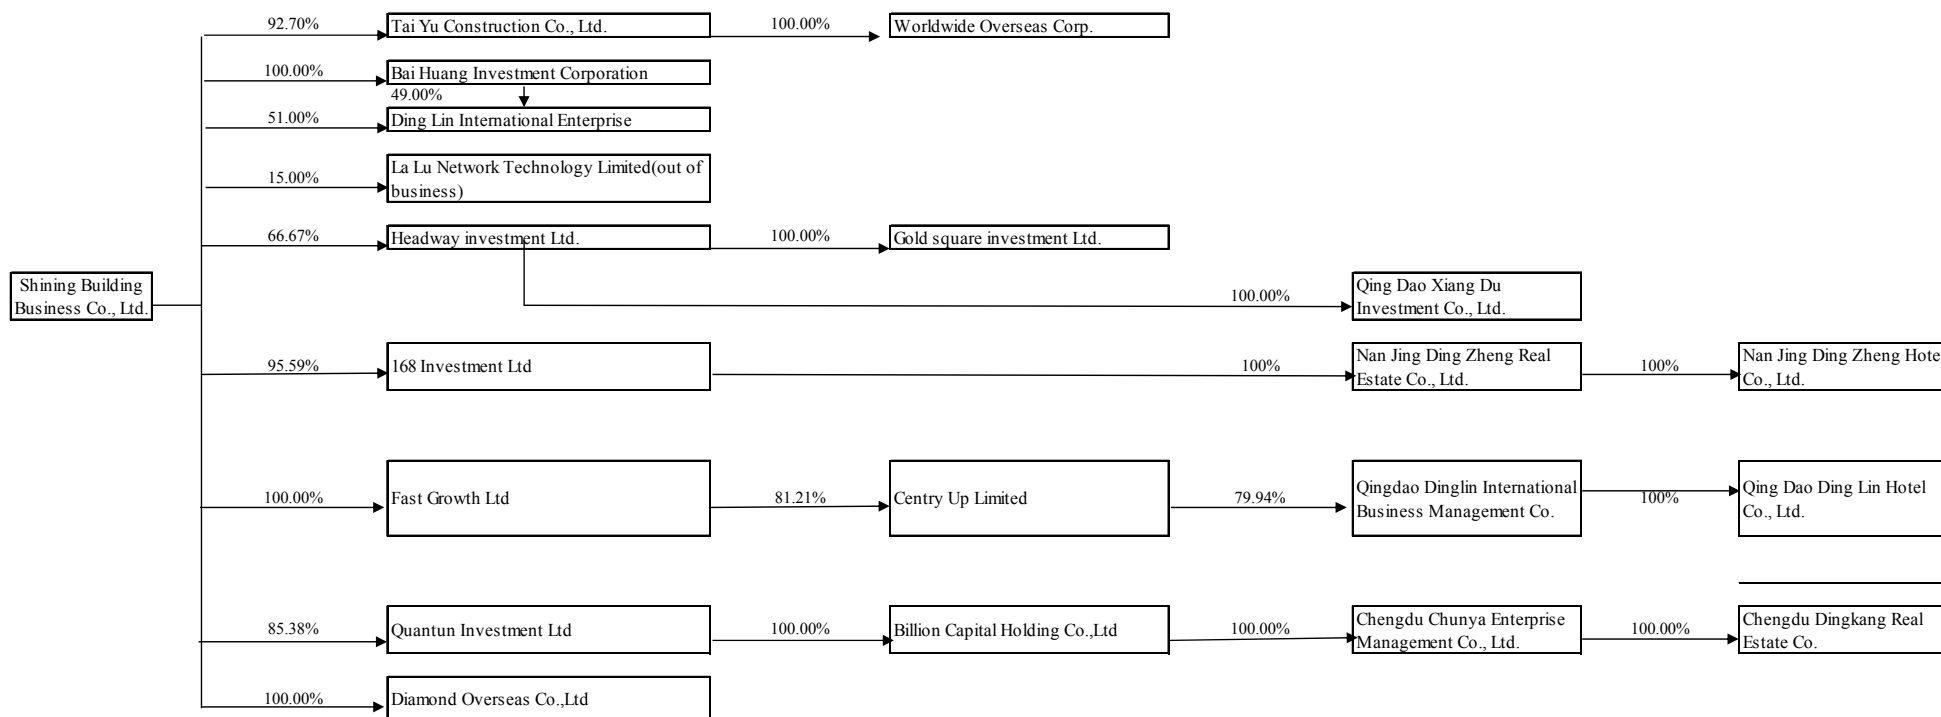 92.70%
Tai Yu Construction Co., Ltd.
100.00%
Worldwide Overseas Corp.
100.00%
Bai Huang Investment Corporation
49.00%
51.00%
Ding Lin International Enterprise
15.00%
La Lu Network Technology Limited(out of
business)
66.67%
Headway investment Ltd.
100.00%
Gold square investment Ltd.
Shining Building
Business Co., Ltd.
100.00%
Qing Dao Xiang Du
Investment Co., Ltd.
95.59%
168 Investment Ltd
100%
Nan Jing Ding Zheng Real
Estate Co., Ltd.
100%
Nan Jing Ding Zheng Hote
Co., Ltd.
100.00%
Fast Growth Ltd
81.21%
Centry Up Limited
79.94%
Qingdao Dinglin International
Business Management Co.
100%
Qing Dao Ding Lin Hotel
Co., Ltd.
85.38%
Quantun Investment Ltd
100.00%
Billion Capital Holding Co.,Ltd
100.00%
Chengdu Chunya Enterprise
Management Co., Ltd.
100.00%
Chengdu Dingkang Real
Estate Co.
100.00%
Diamond Overseas Co.,Ltd